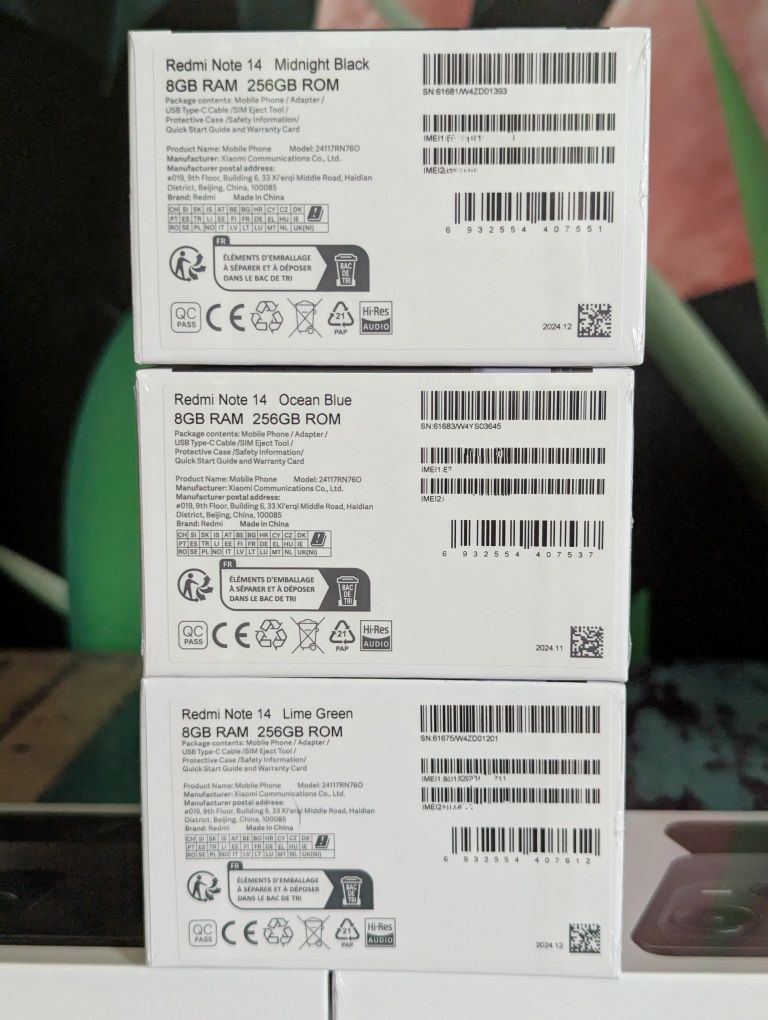 Redmi Note 14 Midnight Black
8GB RAM 256GB ROM
Package contents: Mobile Phone / Adapter /
USB Type-C Cable /SIM Eject Tool /
Protective Case /Safety Information/
Quick Start Guide and Warranty Card
Product Name: Mobile Phone Model: 24117RN76O
Manufacturer: Xiaomi Communications Co., Ltd.
Manufacturer postal address:
#019, 9th Floor, Building 6, 33 Xi'erqi Middle Road, Haidian
District, Beijing, China, 100085
Brand: Redmi Made in China
CH SI SK IS AT BE BG HR CY CZ DK
PT ES TR LI EE FI FR DE EL HU IE
RO SE PL NO IT LV LT LU MT NL UK(NI)
FR
ÉLÉMENTS D'EMBALLAGE
À SÉPARER ET À DÉPOSER
DANS LE BAC DE TRI
BAC
DE
TRI
QC
PASS
CE
21
PAP
Hi-Res
AUDIO
SN:61681/W4ZD01393
IMEI1:
IMEI2:
6 932554 407551
2024.12
Redmi Note 14 Ocean Blue
8GB RAM 256GB ROM
Package contents: Mobile Phone / Adapter /
USB Type-C Cable /SIM Eject Tool /
Protective Case /Safety Information/
Quick Start Guide and Warranty Card
Product Name: Mobile Phone Model: 24117RN76O
Manufacturer: Xiaomi Communications Co., Ltd.
Manufacturer postal address:
#019, 9th Floor, Building 6, 33 Xi'erqi Middle Road, Haidian
District, Beijing, China, 100085
Brand: Redmi Made in China
CH SI SK IS AT BE BG HR CY CZ DK
PT ES TR LI EE FI FR DE EL HU IE
RO SE PL NO IT LV LT LU MT NL UK(NI)
FR
ÉLÉMENTS D'EMBALLAGE
À SÉPARER ET À DÉPOSER
DANS LE BAC DE TRI
BAC
DE
TRI
QC
PASS
CE
21
PAP
Hi-Res
AUDIO
SN:61683/W4YS03645
IMEI1:
IMEI2:
6 932554 407537
2024.11
Redmi Note 14 Lime Green
8GB RAM 256GB ROM
Package contents: Mobile Phone / Adapter /
USB Type-C Cable /SIM Eject Tool /
Protective Case /Safety Information/
Quick Start Guide and Warranty Card
Product Name: Mobile Phone Model: 24117RN76O
Manufacturer: Xiaomi Communications Co., Ltd.
Manufacturer postal address:
#019, 9th Floor, Building 6, 33 Xi'erqi Middle Road, Haidian
District, Beijing, China, 100085
Brand: Redmi Made in China
CH SI SK IS AT BE BG HR CY CZ DK
PT ES TR LI EE FI FR DE EL HU IE
RO SE PL NO IT LV LT LU MT NL UK(NI)
FR
ÉLÉMENTS D'EMBALLAGE
À SÉPARER ET À DÉPOSER
DANS LE BAC DE TRI
BAC
DE
TRI
QC
PASS
CE
21
PAP
Hi-Res
AUDIO
SN:61675/W4ZD01201
IMEI1:
IMEI2:
6 932554 407612
2024.12